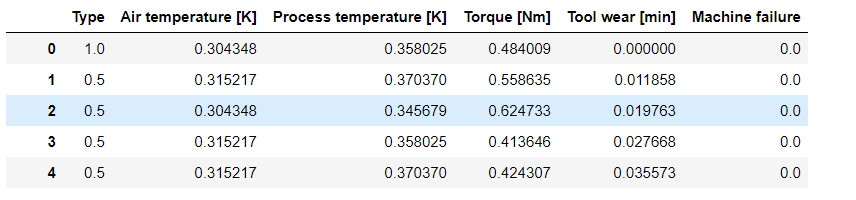 Type Air temperature [K] Process temperature [K] Torque [Nm] Tool wear [min] Machine failure
0 1.0 0.304348 0.358025 0.484009 0.000000 0.0
1 0.5 0.315217 0.370370 0.558635 0.011858 0.0
2 0.5 0.304348 0.345679 0.624733 0.019763 0.0
3 0.5 0.315217 0.358025 0.413646 0.027668 0.0
4 0.5 0.315217 0.370370 0.424307 0.035573 0.0